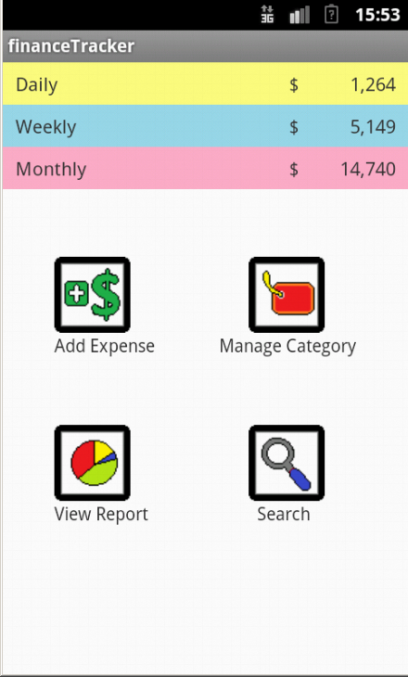 3G 15:53
financeTracker
Daily $ 1,264
Weekly $ 5,149
Monthly $ 14,740
Add Expense Manage Category
View Report Search